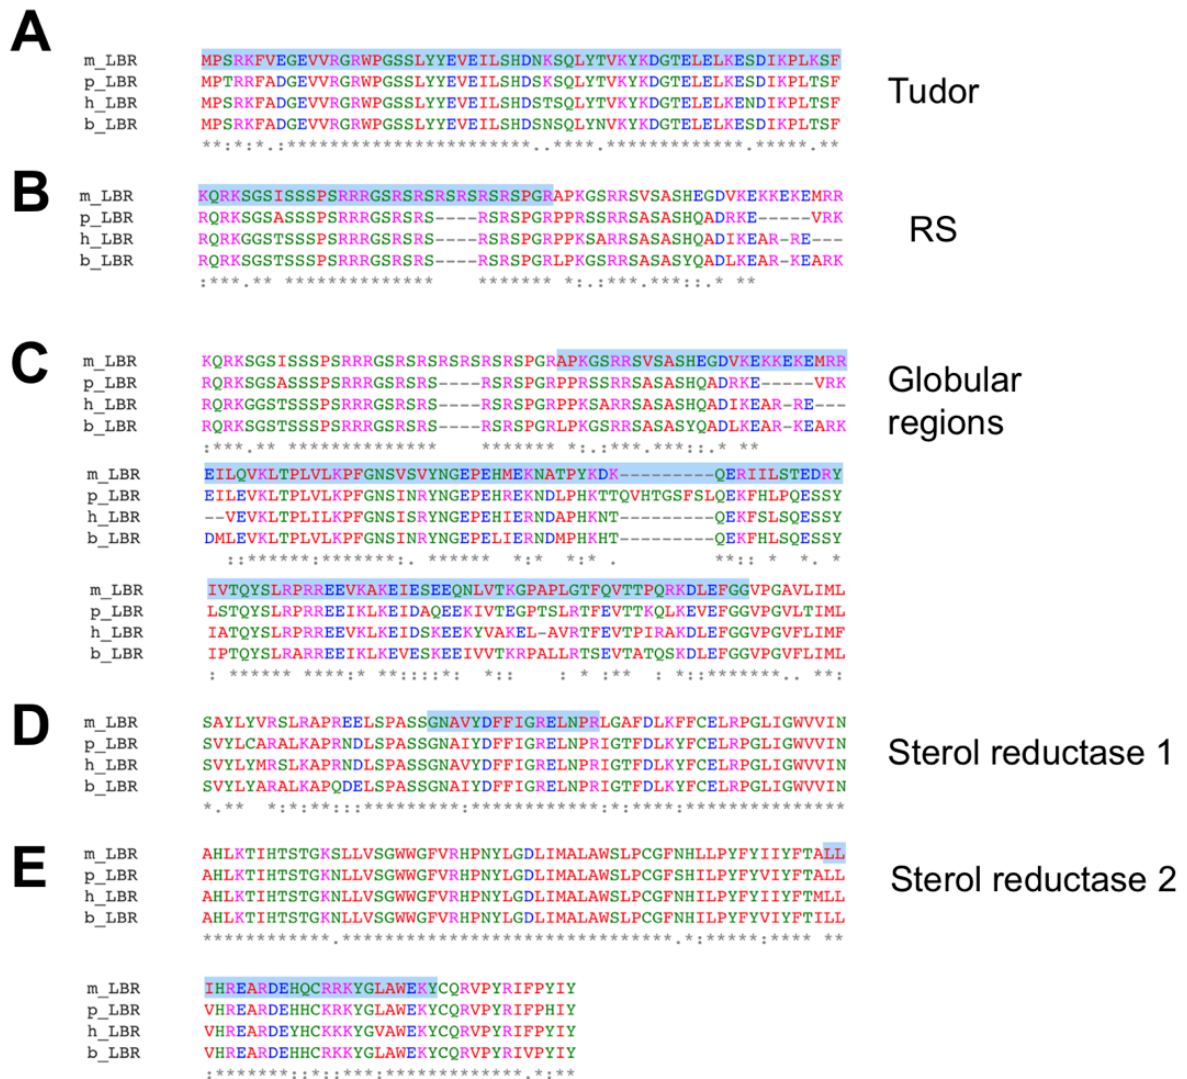 A
m_LBR MPSRKFVEGEVVRGRWPGSSLYYEVEILSHDNKSQLYTVKYKDGTELELKESDIKPLKSF
p_LBR MPTRRFADGEVVRGRWPGSSLYYEVEILSHDSKSQLYTVKYKDGTELELKESDIKPLTSF
h_LBR MPSRKFADGEVVRGRWPGSSLYYEVEILSHDSTSQLYTVKYKDGTELELKENDIKPLTSF
b_LBR MPSRKFADGEVVRGRWPGSSLYYEVEILSHDSNSQLYNVKYKDGTELELKESDIKPLTSF
**:*:*.:***********************..****.*************.*****.**
Tudor
B
m_LBR KQRKSGSISSSPSRRRGSRSRSRSRSRSRSPGRAPKGSRRSVSASHEGDVKEKKEKEMRR
p_LBR RQRKSGSASSSPSRRRGSRSRS----RSRSPGRPPRSSRRSASASHQADRKE-----VRK
h_LBR RQRKGGSTSSSPSRRRGSRSRS----RSRSPGRPPKSARRSASASHQADIKEAR-RE---
b_LBR RQRKSGSTSSSPSRRRGSRSRS----RSRSPGRLPKGSRRSASASYQADLKEAR-KEARK
:***.** ************** ******* *:.:***.***::.* **
RS
C
m_LBR KQRKSGSISSSPSRRRGSRSRSRSRSRSRSPGRAPKGSRRSVSASHEGDVKEKKEKEMRR
p_LBR RQRKSGSASSSPSRRRGSRSRS----RSRSPGRPPRSSRRSASASHQADRKE-----VRK
h_LBR RQRKGGSTSSSPSRRRGSRSRS----RSRSPGRPPKSARRSASASHQADIKEAR-RE---
b_LBR RQRKSGSTSSSPSRRRGSRSRS----RSRSPGRLPKGSRRSASASYQADLKEAR-KEARK
:***.** ************** ******* *:.:***.***::.* **
Globular
regions
m_LBR EILQVKLTPLVLKPFGNSVSVYNGEPEHMEKNATPYKDK---------QERIILSTEDRY
p_LBR EILEVKLTPLVLKPFGNSINRYNGEPEHREKNDLPHKTTQVHTGSFSLQEKFHLPQESSY
h_LBR --VEVKLTPLILKPFGNSISRYNGEPEHIERNDAPHKNT---------QEKFSLSQESSY
b_LBR DMLEVKLTPLVLKPFGNSINRYNGEPELIERNDMPHKHT---------QEKFHLSQESSY
::******:*******:. ****** *:* *:* . **:: * *. *
m_LBR IVTQYSLRPRREEVKAKEIESEEQNLVTKGPAPLGTFQVTTPQRKDLEFGGVPGAVLIML
p_LBR LSTQYSLRPRREEIKLKEIDAQEEKIVTEGPTSLRTFEVTTKQLKEVEFGGVPGVLTIML
h_LBR IATQYSLRPRREEVKLKEIDSKEEKYVAKEL-AVRTFEVTPIRAKDLEFGGVPGVFLIMF
b_LBR IPTQYSLRARREEIKLKEVESKEEIVVTKRPALLRTSEVTATQSKDLEFGGVPGVFLIML
: ******.****:* **::::*: *:: : * :** : *::*******.. **:
D
m_LBR SAYLYVRSLRAPREELSPASSGNAVYDFFIGRELNPRLGAFDLKFFCELRPGLIGWVVIN
p_LBR SVYLCARALKAPRNDLSPASSGNAIYDFFIGRELNPRIGTFDLKYFCELRPGLIGWVVIN
h_LBR SVYLYMRSLKAPRNDLSPASSGNAVYDFFIGRELNPRIGTFDLKYFCELRPGLIGWVVIN
b_LBR SVYLYARALKAPQDELSPASSGNAIYDFFIGRELNPRIGTFDLKYFCELRPGLIGWVVIN
*.** *:*:**:::*********:************:*:****:***************
Sterol reductase 1
E
m_LBR AHLKTIHTSTGKSLLVSGWWGFVRHPNYLGDLIMALAWSLPCGFNHLLPYFYIIYFTALL
p_LBR AHLKTIHTSTGKNLLVSGWWGFVRHPNYLGDLIMALAWSLPCGFSHILPYFYVIYFTALL
h_LBR AHLKTIHTSTGKNLLVSGWWGFVRHPNYLGDLIMALAWSLPCGFNHILPYFYIIYFTMLL
b_LBR AHLKTIHTSTGKNLLVSGWWGFVRHPNYLGDLIMALAWSLPCGFNHILPYFYVIYFTILL
************.*******************************.*:*****:**** **
Sterol reductase 2
m_LBR IHREARDEHQCRRKYGLAWEKYCQRVPYRIFPYIY
p_LBR VHREARDEHHCKRKYGLAWEKYCQRVPYRIFPHIY
h_LBR VHREARDEYHCKKKYGVAWEKYCQRVPYRIFPYIY
b_LBR VHREARDEHHCRKKYGLAWEKYCQRVPYRIVPYIY
:*******::*::***:*************.*:**